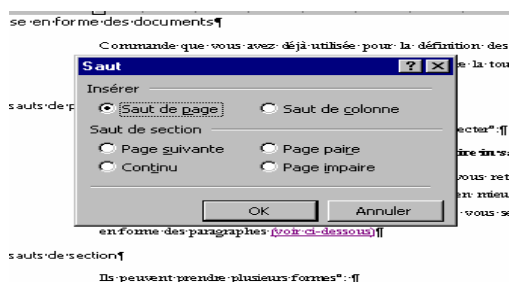 se en forme des documents¶
Commande que vous avez déjà utilisée pour la définition des
Saut
e la tou
Insérer
Saut de page
Saut de colonne
sauts de p
Saut de section
ecter" :¶
Page suivante
Page paire
ire in s
Continu
Page impaire
vous ret
en mieu
OK
Annuler
vous se
en forme des paragraphes (voir ci-dessous)¶
sauts de section¶
Ils peuvent prendre plusieurs formes" : ¶